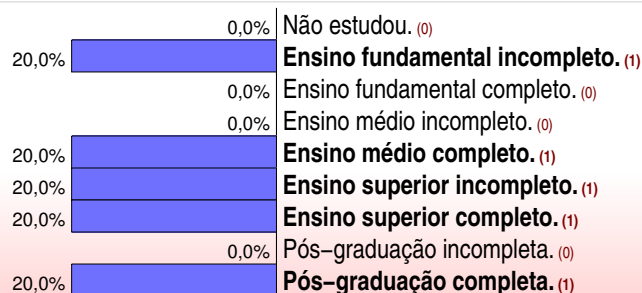 0,0% Não estudou. (0)
20,0% Ensino fundamental incompleto. (1)
0,0% Ensino fundamental completo. (0)
0,0% Ensino médio incompleto. (0)
20,0% Ensino médio completo. (1)
20,0% Ensino superior incompleto. (1)
20,0% Ensino superior completo. (1)
0,0% Pós−graduação incompleta. (0)
20,0% Pós−graduação completa. (1)